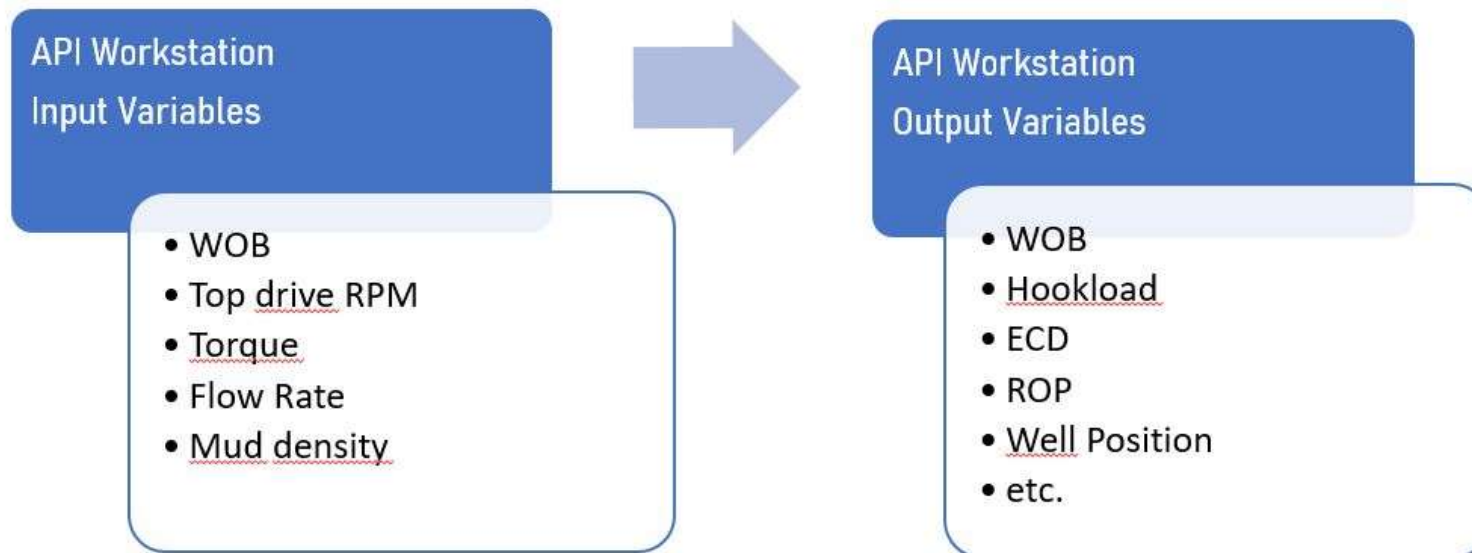 API Workstation
Input Variables
• WOB
• Top drive RPM
• Torque
• Flow Rate
• Mud density
API Workstation
Output Variables
• WOB
• Hookload
• ECD
• ROP
• Well Position
• etc.